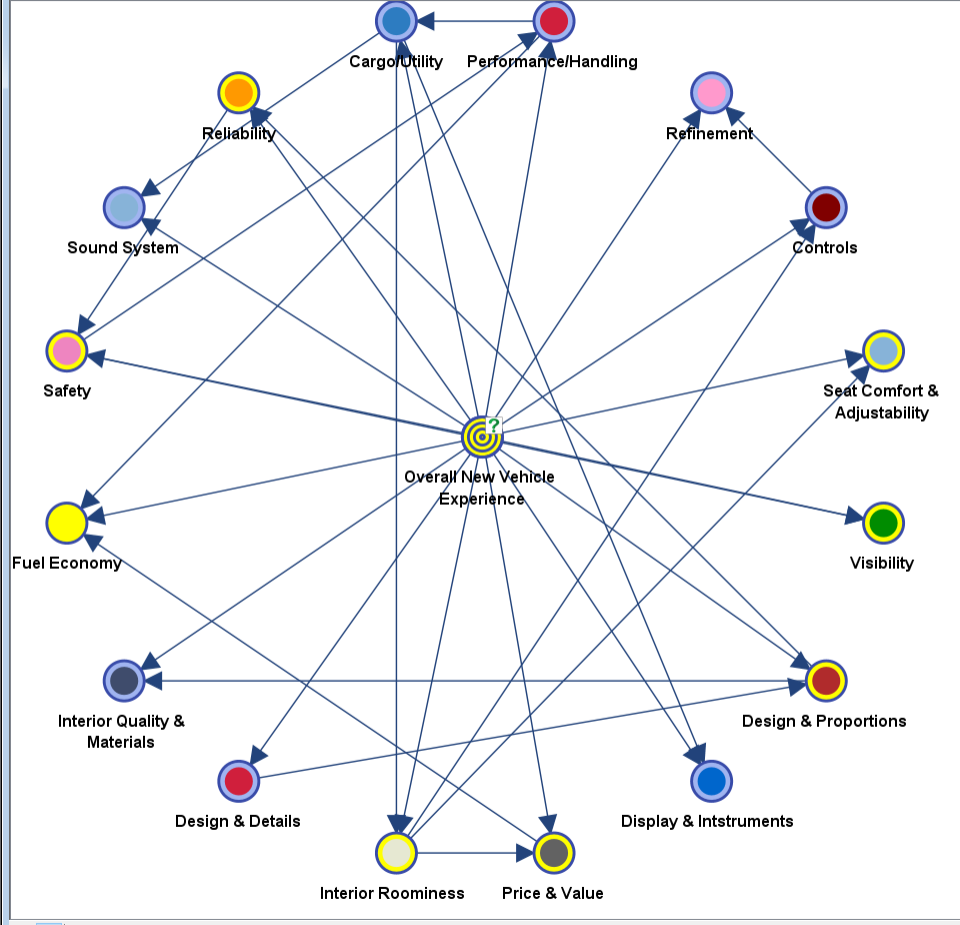 Cargo/Utility
Performance/Handling
Reliability
Refinement
Sound System
Controls
Safety
Seat Comfort &
Adjustability
?
Overall New Vehicle
Experience
Fuel Economy
Visibility
Interior Quality &
Materials
Design & Proportions
Design & Details
Display & Intstruments
Interior Roominess
Price & Value